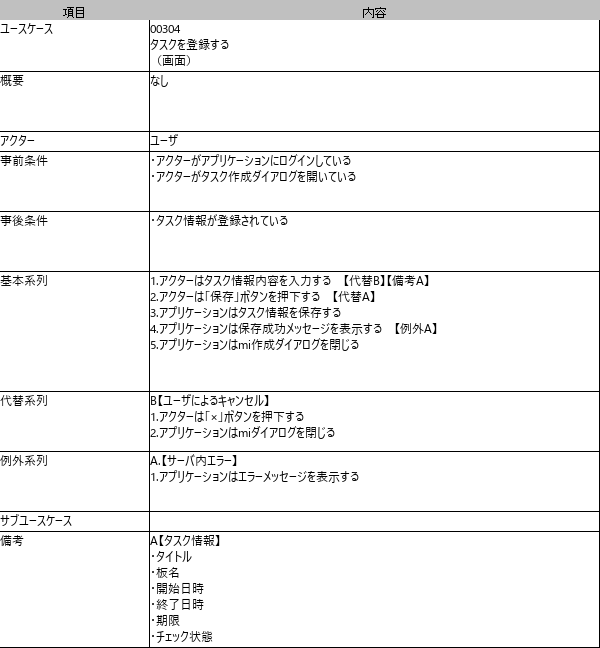 項目 内容
ユースケース 00304
タスクを登録する
（画面）
概要 なし
アクター ユーザ
事前条件 ・アクターがアプリケーションにログインしている
・アクターがタスク作成ダイアログを開いている
事後条件 ・タスク情報が登録されている
基本系列 1.アクターはタスク情報内容を入力する 【代替B】【備考A】
2.アクターは「保存」ボタンを押下する 【代替A】
3.アプリケーションはタスク情報を保存する
4.アプリケーションは保存成功メッセージを表示する 【例外A】
5.アプリケーションはmi作成ダイアログを閉じる
代替系列 B【ユーザによるキャンセル】
1.アクターは「×」ボタンを押下する
2.アプリケーションはmiダイアログを閉じる
例外系列 A.【サーバ内エラー】
1.アプリケーションはエラーメッセージを表示する
サブユースケース
備考 A【タスク情報】
・タイトル
・板名
・開始日時
・終了日時
・期限
・チェック状態